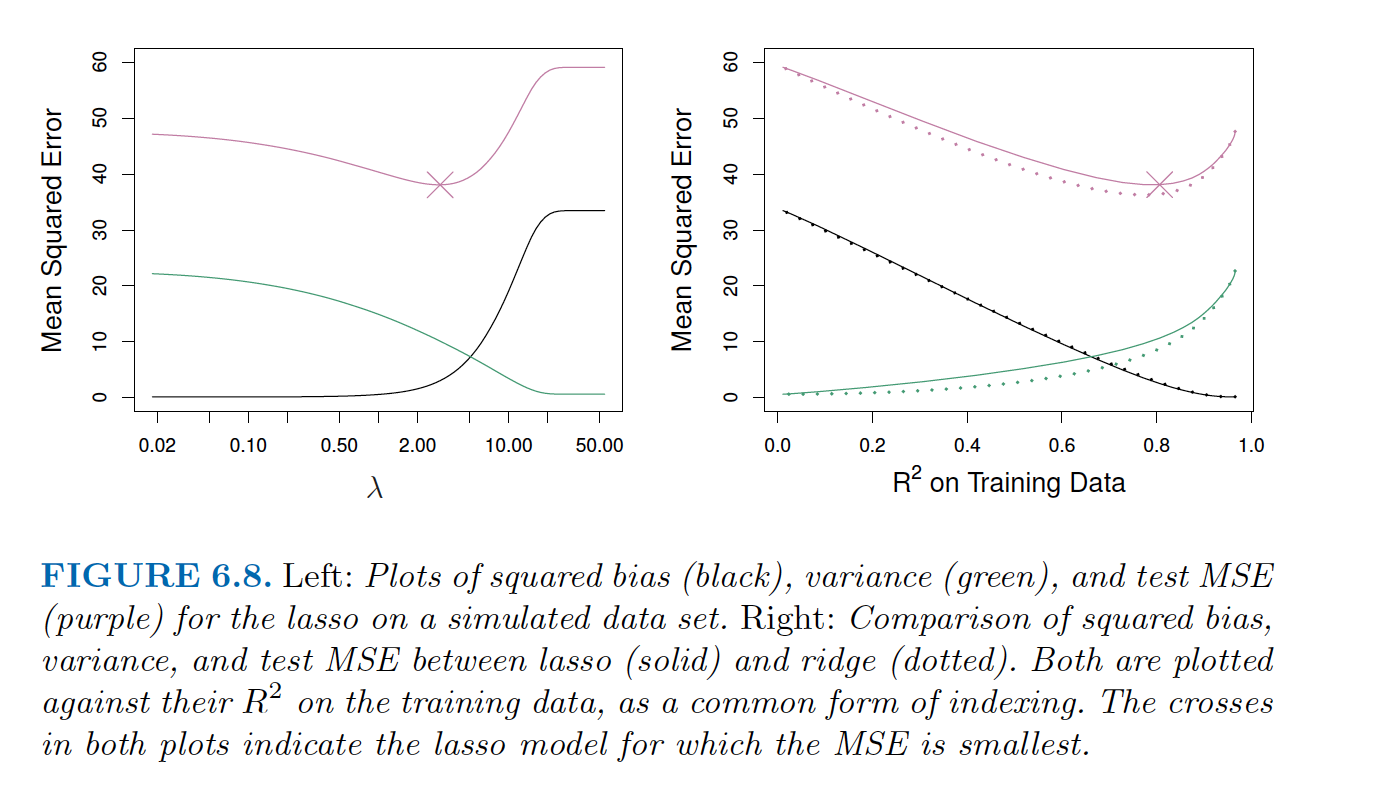 60
50
40
30
20
10
0
Mean Squared Error
0.02 0.10 0.50 2.00 10.00 50.00
λ
60
50
40
30
20
10
0
Mean Squared Error
0.0 0.2 0.4 0.6 0.8 1.0
R² on Training Data
FIGURE 6.8. Left: Plots of squared bias (black), variance (green), and test MSE
(purple) for the lasso on a simulated data set. Right: Comparison of squared bias,
variance, and test MSE between lasso (solid) and ridge (dotted). Both are plotted
against their R² on the training data, as a common form of indexing. The crosses
in both plots indicate the lasso model for which the MSE is smallest.